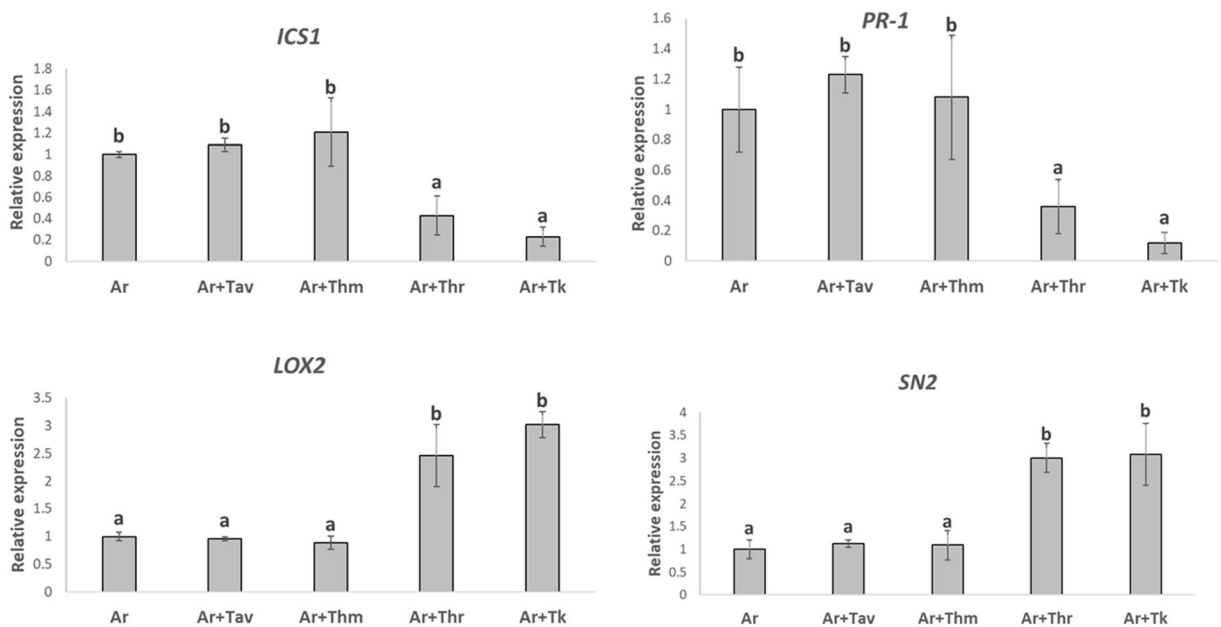 ICS1
Relative expression
1.8
1.6
1.4
1.2
1
0.8
0.6
0.4
0.2
0
b
b
b
a
a
Ar
Ar+Tav
Ar+Thm
Ar+Thr
Ar+Tk
PR-1
Relative expression
1.6
1.4
1.2
1
0.8
0.6
0.4
0.2
0
b
b
b
a
a
Ar
Ar+Tav
Ar+Thm
Ar+Thr
Ar+Tk
LOX2
Relative expression
3.5
3
2.5
2
1.5
1
0.5
0
a
a
a
b
b
Ar
Ar+Tav
Ar+Thm
Ar+Thr
Ar+Tk
SN2
Relative expression
4
3.5
3
2.5
2
1.5
1
0.5
0
a
a
a
b
b
Ar
Ar+Tav
Ar+Thm
Ar+Thr
Ar+Tk